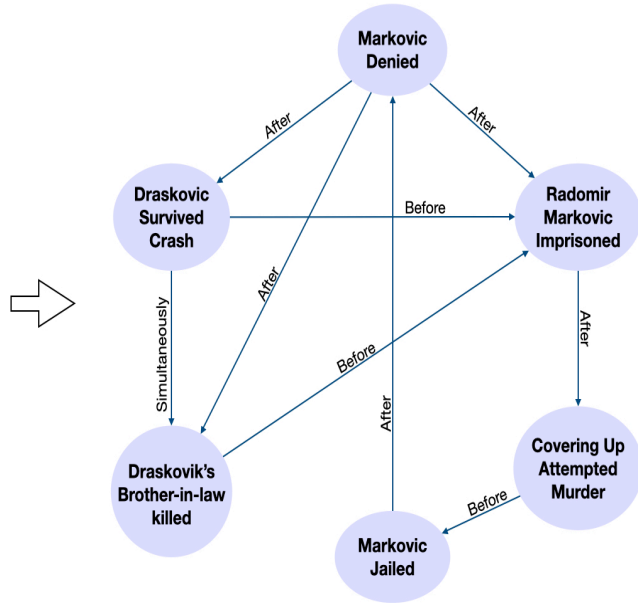 Markovic
Denied
After
After
Draskovic
Survived
Crash
Before
Radomir
Markovic
Imprisoned
After
Simultaneously
After
Before
After
Draskovik's
Brother-in-law
killed
Covering Up
Attempted
Murder
Before
Markovic
Jailed